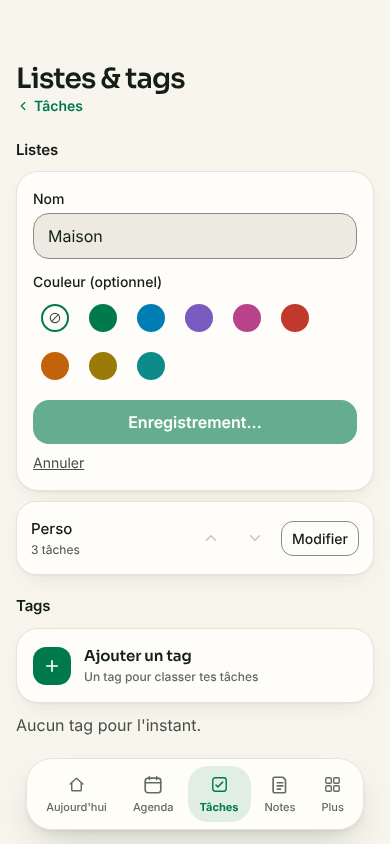 Listes & tags
Tâches
Listes
Nom
Maison
Couleur (optionnel)
Enregistrement…
Annuler
Perso
3 tâches
Modifier
Tags
Ajouter un tag
Un tag pour classer tes tâches
Aucun tag pour l'instant.
Aujourd'hui
Agenda
Tâches
Notes
Plus